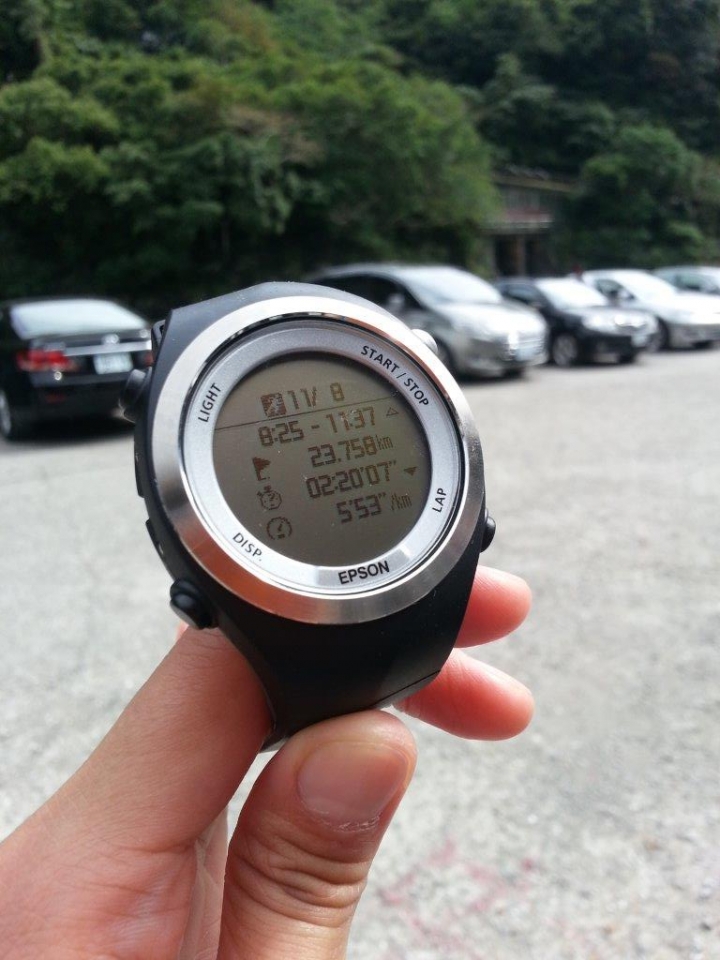 LIGHT
START / STOP
11/ 8
8:25 - 11:37
23.758km
02:20'07"
5'53" /km
LAP
DISP.
EPSON